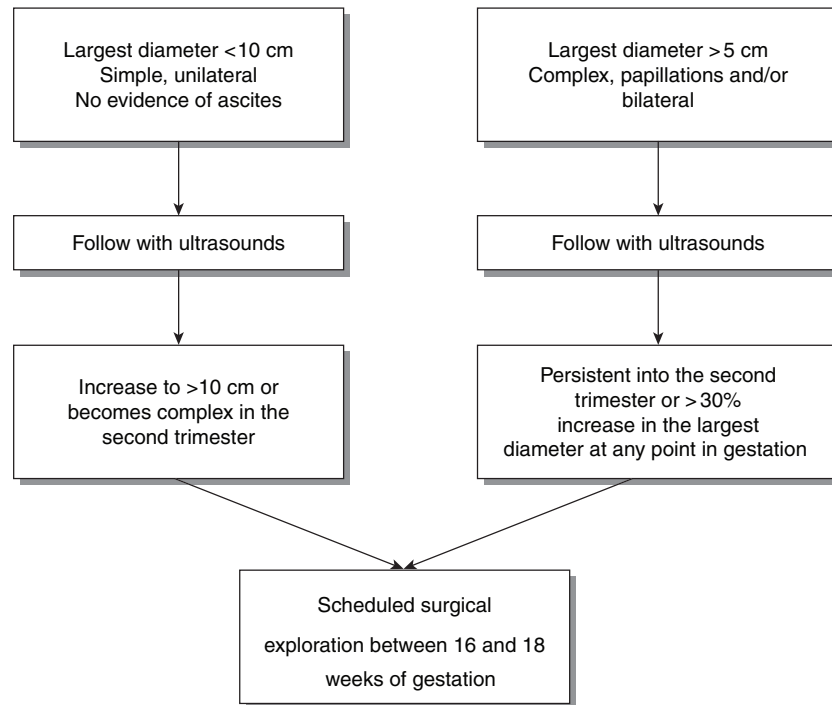 Largest diameter <10 cm
Simple, unilateral
No evidence of ascites
Follow with ultrasounds
Increase to >10 cm or
becomes complex in the
second trimester
Largest diameter >5 cm
Complex, papillations and/or
bilateral
Follow with ultrasounds
Persistent into the second
trimester or >30%
increase in the largest
diameter at any point in gestation
Scheduled surgical
exploration between 16 and 18
weeks of gestation